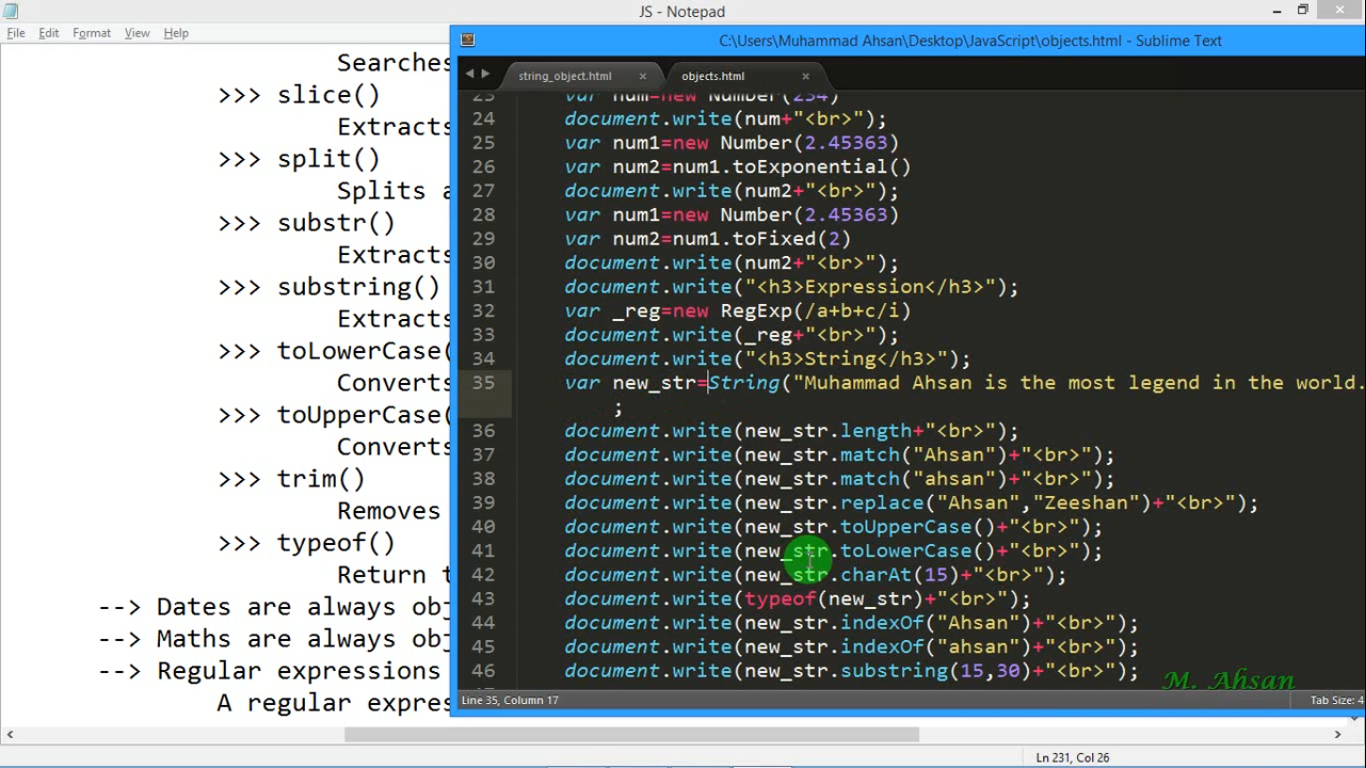 JS - Notepad
File Edit Format View Help
Searches
>>> slice()
Extracts
>>> split()
Splits a
>>> substr()
Extracts
>>> substring()
Extracts
>>> toLowerCase(
Converts
>>> toUpperCase(
Converts
>>> trim()
Removes
>>> typeof()
Return t
--> Dates are always obj
--> Maths are always obj
--> Regular expressions
A regular expres
Ln 231, Col 26
C:\Users\Muhammad Ahsan\Desktop\JavaScript\objects.html - Sublime Text
string_object.html × objects.html ×
23 var num=new Number(234)
24 document.write(num+"<br>");
25 var num1=new Number(2.45363)
26 var num2=num1.toExponential()
27 document.write(num2+"<br>");
28 var num1=new Number(2.45363)
29 var num2=num1.toFixed(2)
30 document.write(num2+"<br>");
31 document.write("<h3>Expression</h3>");
32 var _reg=new RegExp(/a+b+c/i)
33 document.write(_reg+"<br>");
34 document.write("<h3>String</h3>");
35 var new_str=String("Muhammad Ahsan is the most legend in the world.
;
36 document.write(new_str.length+"<br>");
37 document.write(new_str.match("Ahsan")+"<br>");
38 document.write(new_str.match("ahsan")+"<br>");
39 document.write(new_str.replace("Ahsan","Zeeshan")+"<br>");
40 document.write(new_str.toUpperCase()+"<br>");
41 document.write(new_str.toLowerCase()+"<br>");
42 document.write(new_str.charAt(15)+"<br>");
43 document.write(typeof(new_str)+"<br>");
44 document.write(new_str.indexOf("Ahsan")+"<br>");
45 document.write(new_str.indexOf("ahsan")+"<br>");
46 document.write(new_str.substring(15,30)+"<br>");
M. Ahsan
Line 35, Column 17
Tab Size: 4